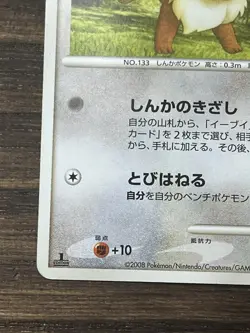 NO.133 しんかポケモン 高さ：0.3m
しんかのきざし
自分の山札から、「イーブイ
カード」を2枚まで選び、相手
から、手札に加える。その後、
とびはねる
自分を自分のベンチポケモン
弱点
抵抗力
+10
1
EDITION
©2008 Pokémon/Nintendo/Creatures/GAM